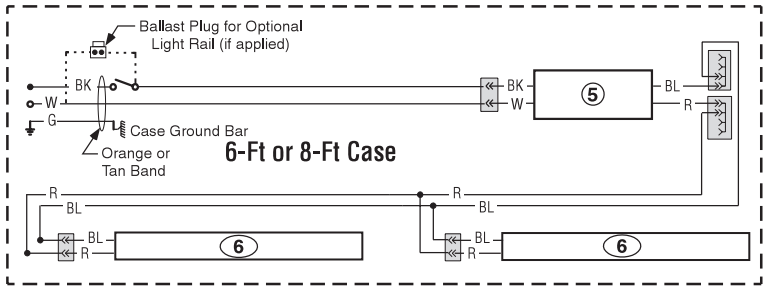 Ballast Plug for Optional
Light Rail (if applied)
BK
W
G
Case Ground Bar
Orange or
Tan Band
6-Ft or 8-Ft Case
BK
W
5
BL
R
R
BL
R
BL
BL
R
6
BL
R
6